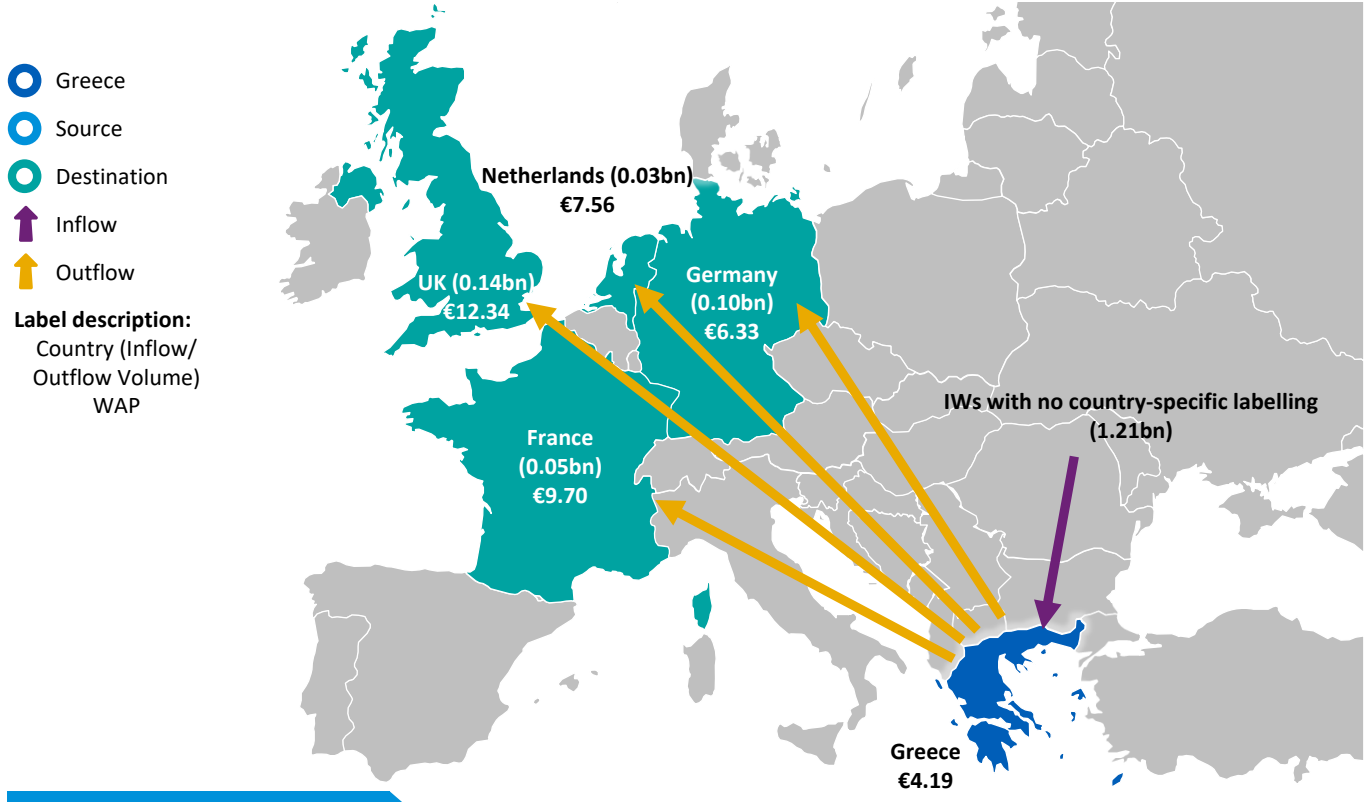 Greece
Source
Destination
Inflow
Outflow
Label description:
Country (Inflow/
Outflow Volume)
WAP
Netherlands (0.03bn)
€7.56
UK (0.14bn)
€12.34
Germany
(0.10bn)
€6.33
France
(0.05bn)
€9.70
IWs with no country-specific labelling
(1.21bn)
Greece
€4.19